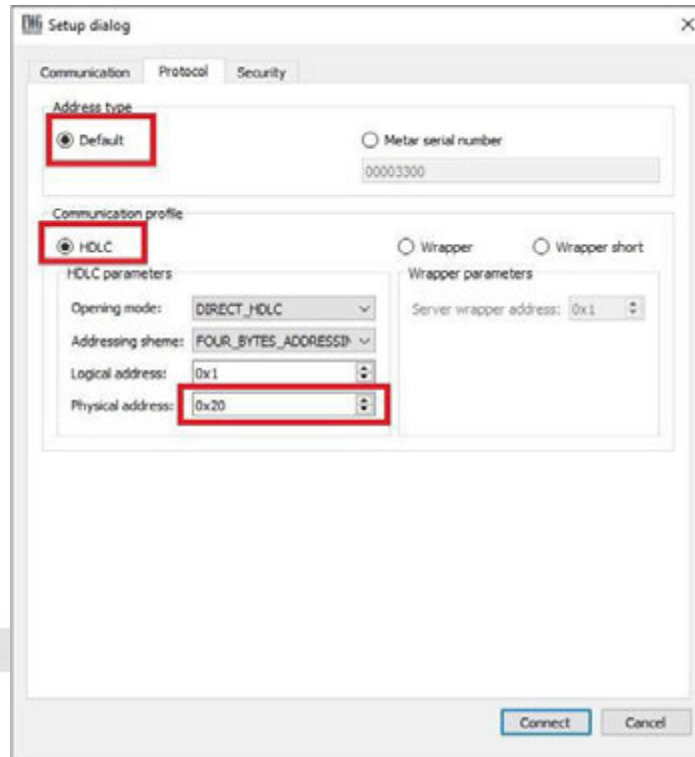 Setup dialog
Communication Protocol Security
Address type
Default Metar serial number
00003300
Communication profile
HDLC Wrapper Wrapper short
HDLC parameters Wrapper parameters
Opening mode: DIRECT_HDLC Server wrapper address: 0x1
Addressing sheme: FOUR_BYTES_ADDRESSIN
Logical address: 0x1
Physical address: 0x20
Connect Cancel